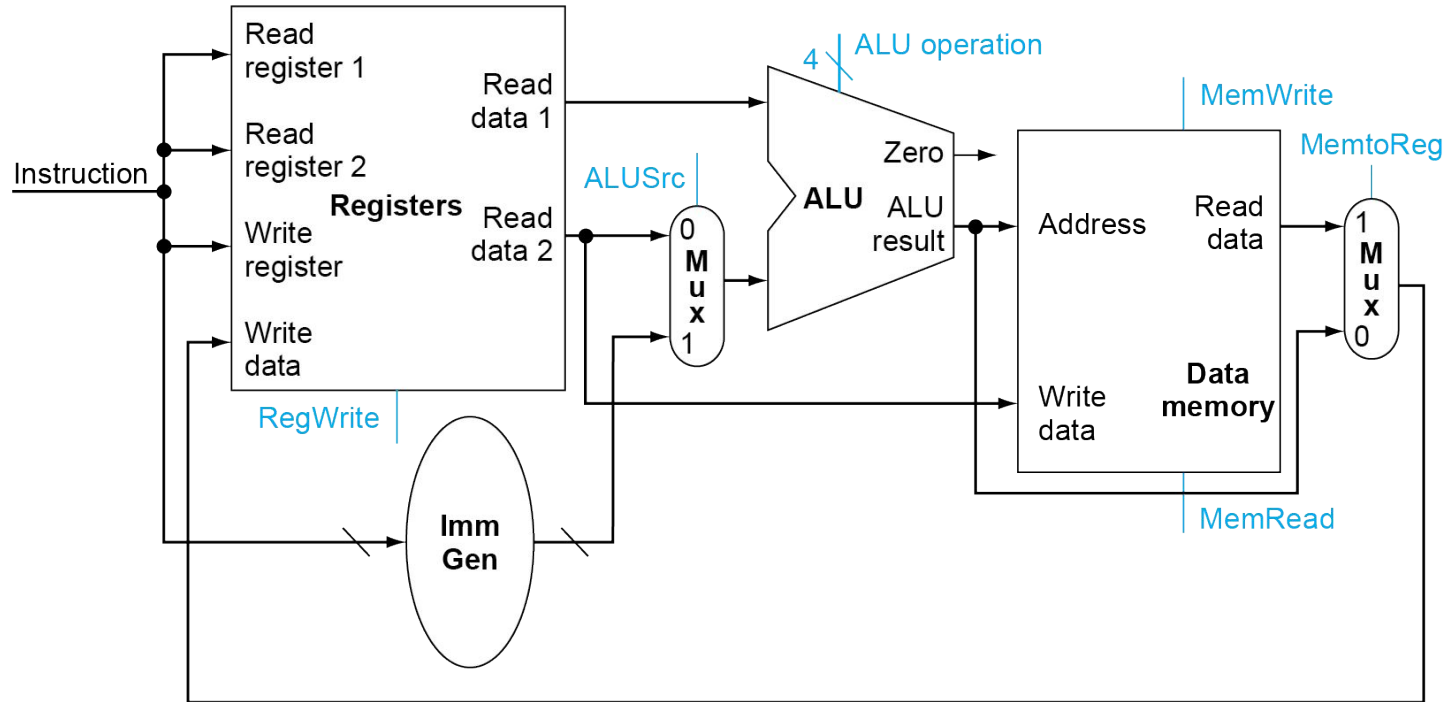 Instruction
Read
register 1
Read
register 2
Registers
Write
register
Write
data
Read
data 1
Read
data 2
RegWrite
Imm
Gen
ALUSrc
0
M
u
x
1
4
ALU operation
Zero
ALU
ALU
result
MemWrite
Address
Read
data
Write
data
Data
memory
MemRead
MemtoReg
1
M
u
x
0